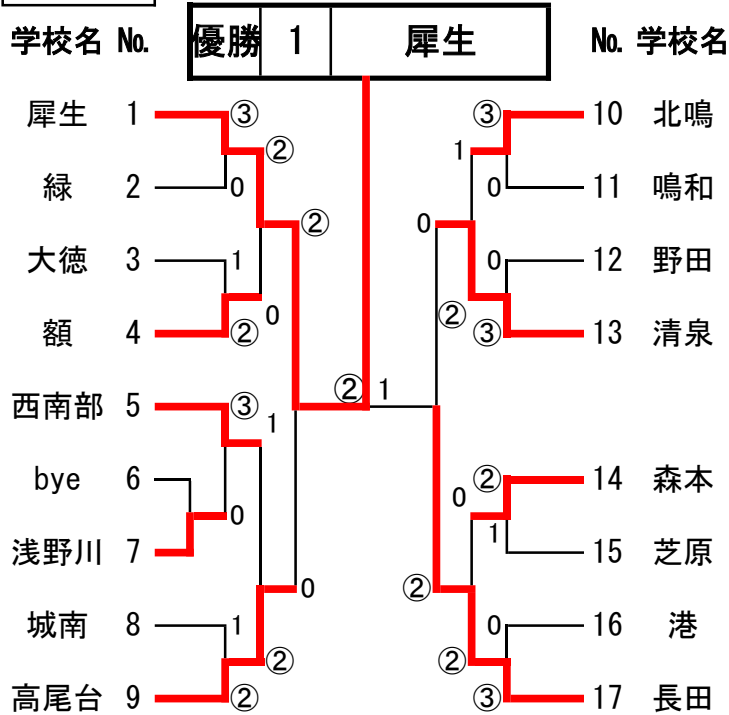 優勝 1 犀生
学校名 No. No. 学校名
犀生 1 ③ ③ 10 北鳴
② 1
緑 2 0 0 11 鳴和
② 0
大徳 3 1 0 12 野田
0 ②
額 4 ② ③ 13 清泉
② 1
西南部 5 ③ 1
bye 6 0 ② 14 森本
浅野川 7 0 1 15 芝原
0 ②
城南 8 1 0 16 港
② ②
高尾台 9 ② ③ 17 長田